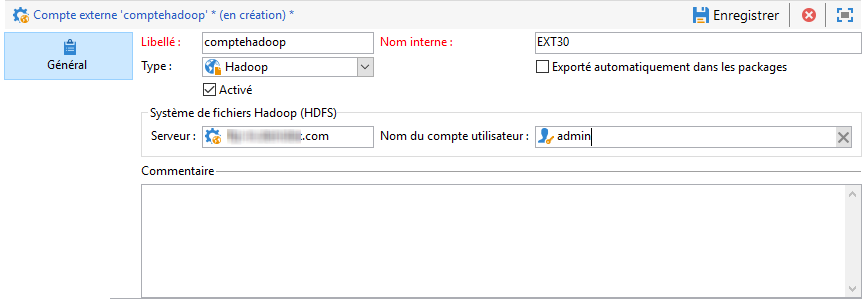 Compte externe 'comptehadoop' * (en création) *
Enregistrer
Général
Libellé : comptehadoop Nom interne : EXT30
Type : Hadoop Exporté automatiquement dans les packages
Activé
Système de fichiers Hadoop (HDFS)
Serveur : .com Nom du compte utilisateur : admin
Commentaire